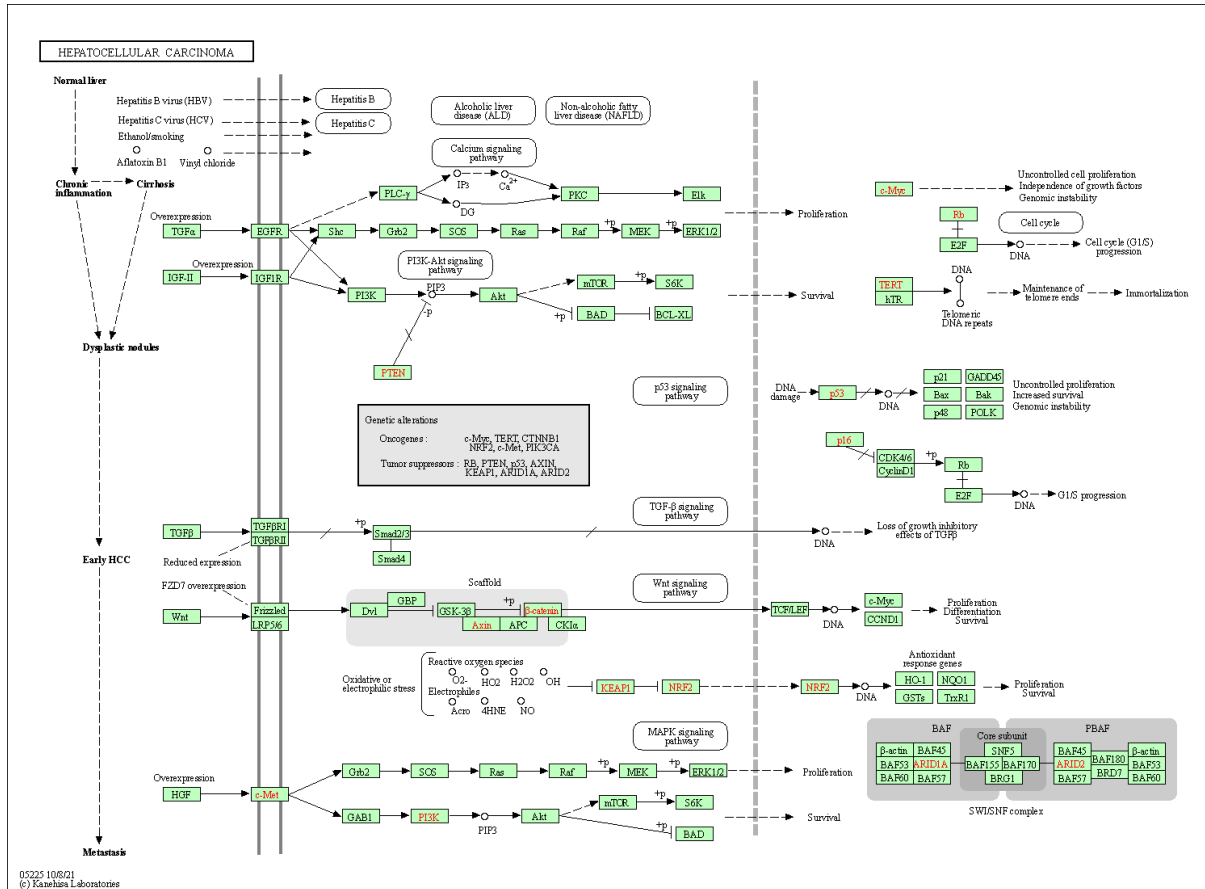 HEPATOCELLULAR CARCINOMA
Normal liver
Hepatitis B virus (HBV)
Hepatitis B
Hepatitis C virus (HCV)
Hepatitis C
Ethanol/smoking
Aflatoxin B1
Vinyl chloride
Alcoholic liver
disease (ALD)
Non-alcoholic fatty
liver disease (NAFLD)
Calcium signaling
pathway
Chronic
inflammation
Cirrhosis
PLC-γ
IP3
Ca2+
DG
PKC
Elk
Overexpression
TGFα
EGFR
Shc
Grb2
SOS
Ras
Raf
+p
MEK
+p
ERK1/2
Proliferation
c-Myc
Uncontrolled cell proliferation
Independence of growth factors
Genomic instability
Rb
E2F
Cell cycle
DNA
Cell cycle (G1/S)
progression
Overexpression
IGF-II
IGF1R
PI3K-Akt signaling
pathway
PI3K
PIP3
-p
Akt
mTOR
+p
S6K
+p
BAD
BCL-XL
Survival
TERT
hTR
DNA
Telomeric
DNA repeats
Maintenance of
telomere ends
Immortalization
Dysplastic nodules
PTEN
p53 signaling
pathway
DNA
damage
p53
DNA
p21
GADD45
Bax
Bak
p48
POLK
Uncontrolled proliferation
Increased survival
Genomic instability
Genetic alterations
Oncogenes : c-Myc, TERT, CTNNB1
NRF2, c-Met, PIK3CA
Tumor suppressors : RB, PTEN, p53, AXIN,
KEAP1, ARID1A, ARID2
p16
CDK4/6
CyclinD1
+p
Rb
E2F
DNA
G1/S progression
TGF-β signaling
pathway
TGFβ
TGFβRI
TGFβRII
Reduced expression
+p
Smad2/3
Smad4
DNA
Loss of growth inhibitory
effects of TGFβ
Early HCC
FZD7 overexpression
Wnt
Frizzled
LRP5/6
Scaffold
Dvl
GBP
GSK-3β
+p
β-catenin
Axin
APC
CKIα
Wnt signaling
pathway
TCF/LEF
DNA
c-Myc
CCND1
Proliferation
Differentiation
Survival
Oxidative or
electrophilic stress
Reactive oxygen species
O2-
HO2
H2O2
OH
Electrophiles
Acro
4HNE
NO
KEAP1
NRF2
NRF2
DNA
Antioxidant
response genes
HO-1
NQO1
GSTs
TrxR1
Proliferation
Survival
MAPK signaling
pathway
Overexpression
HGF
c-Met
Grb2
SOS
Ras
Raf
+p
MEK
+p
ERK1/2
Proliferation
GAB1
PI3K
PIP3
Akt
mTOR
+p
S6K
+p
BAD
Survival
BAF
PBAF
Core subunit
β-actin
BAF45
SNF5
BAF45
β-actin
BAF53
ARID1A
BAF155
BAF170
ARID2
BAF180
BAF53
BAF60
BAF57
BRG1
BAF57
BRD7
BAF60
SWI/SNF complex
Metastasis
05225 10/8/21
(c) Kanehisa Laboratories